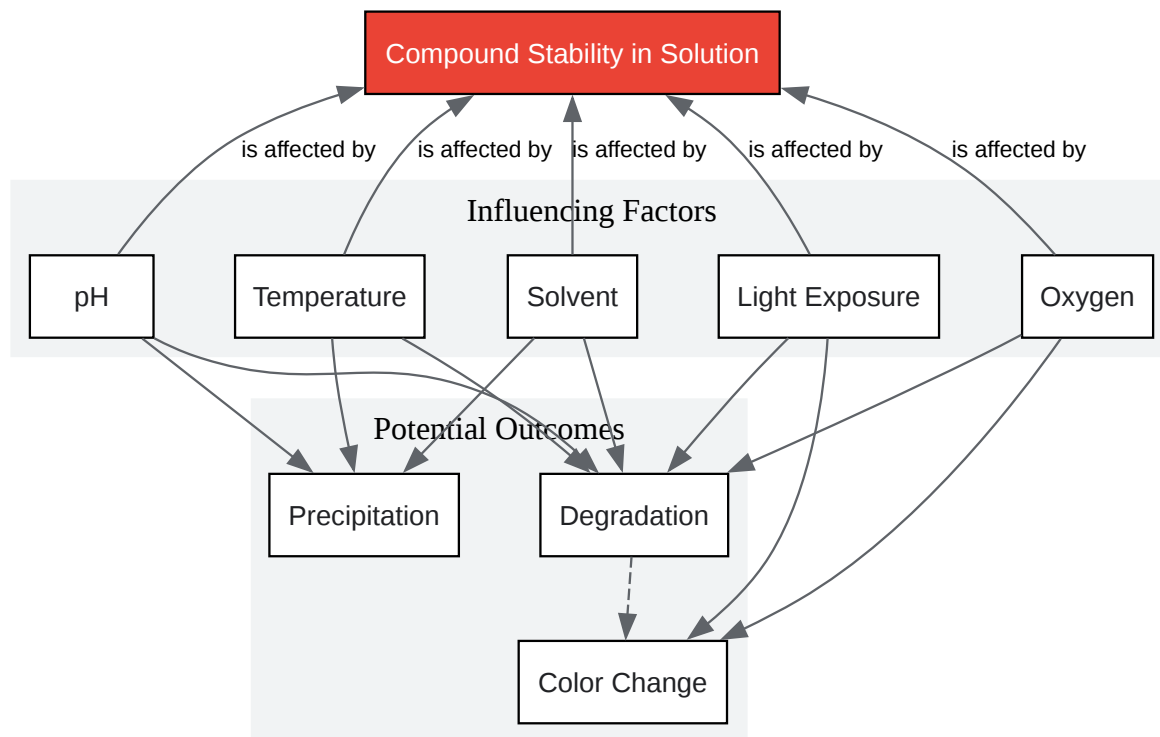 Compound Stability in Solution
is affected by
is affected by
is affected by
is affected by
is affected by
Influencing Factors
pH
Temperature
Solvent
Light Exposure
Oxygen
Potential Outcomes
Precipitation
Degradation
Color Change